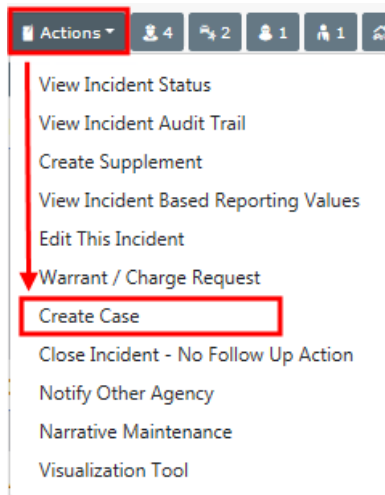 Actions 4 2 1 1
View Incident Status
View Incident Audit Trail
Create Supplement
View Incident Based Reporting Values
Edit This Incident
Warrant / Charge Request
Create Case
Close Incident - No Follow Up Action
Notify Other Agency
Narrative Maintenance
Visualization Tool